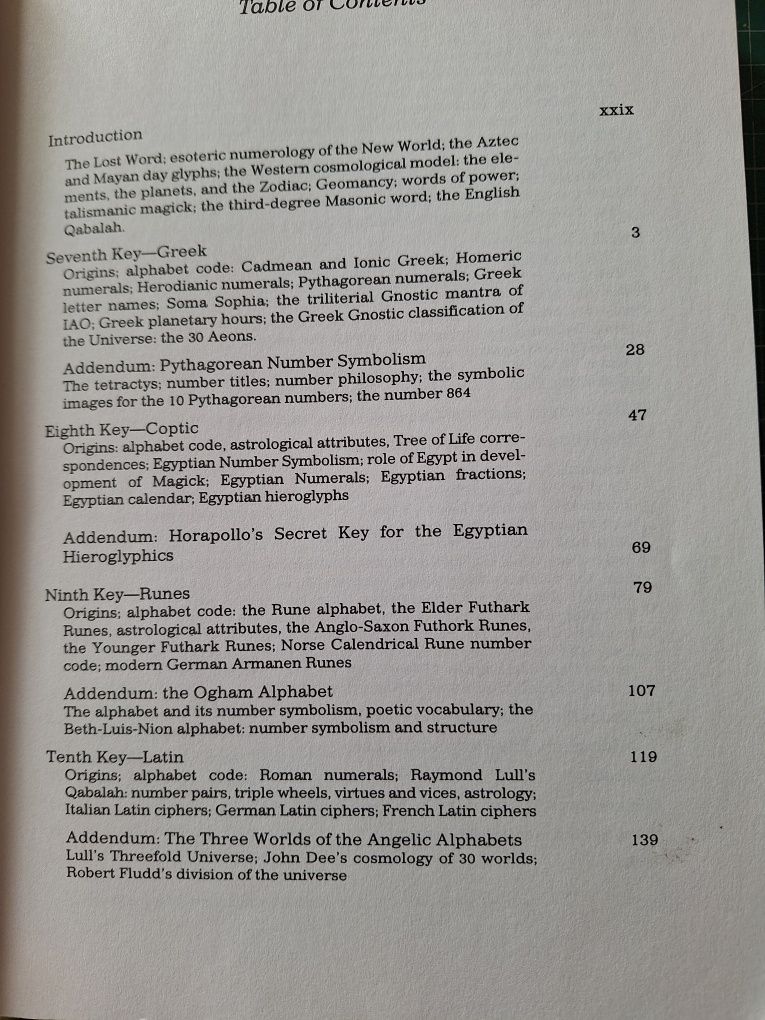 Table of Contents
xxix
Introduction
The Lost Word; esoteric numerology of the New World; the Aztec
and Mayan day glyphs; the Western cosmological model: the ele-
ments, the planets, and the Zodiac; Geomancy; words of power;
talismanic magick; the third-degree Masonic word; the English
Qabalah.
3
Seventh Key—Greek
Origins; alphabet code: Cadmean and Ionic Greek; Homeric
numerals; Herodianic numerals; Pythagorean numerals; Greek
letter names; Soma Sophia; the triliterial Gnostic mantra of
IAO; Greek planetary hours; the Greek Gnostic classification of
the Universe: the 30 Aeons.
Addendum: Pythagorean Number Symbolism 28
The tetractys; number titles; number philosophy; the symbolic
images for the 10 Pythagorean numbers; the number 864
Eighth Key—Coptic 47
Origins: alphabet code, astrological attributes, Tree of Life corre-
spondences; Egyptian Number Symbolism; role of Egypt in devel-
opment of Magick; Egyptian Numerals; Egyptian fractions;
Egyptian calendar; Egyptian hieroglyphs
Addendum: Horapollo's Secret Key for the Egyptian
Hieroglyphics 69
Ninth Key—Runes 79
Origins; alphabet code: the Rune alphabet, the Elder Futhark
Runes, astrological attributes, the Anglo-Saxon Futhork Runes,
the Younger Futhark Runes; Norse Calendrical Rune number
code; modern German Armanen Runes
Addendum: the Ogham Alphabet 107
The alphabet and its number symbolism, poetic vocabulary; the
Beth-Luis-Nion alphabet: number symbolism and structure
Tenth Key—Latin 119
Origins; alphabet code: Roman numerals; Raymond Lull's
Qabalah: number pairs, triple wheels, virtues and vices, astrology;
Italian Latin ciphers; German Latin ciphers; French Latin ciphers
Addendum: The Three Worlds of the Angelic Alphabets 139
Lull's Threefold Universe; John Dee's cosmology of 30 worlds;
Robert Fludd's division of the universe